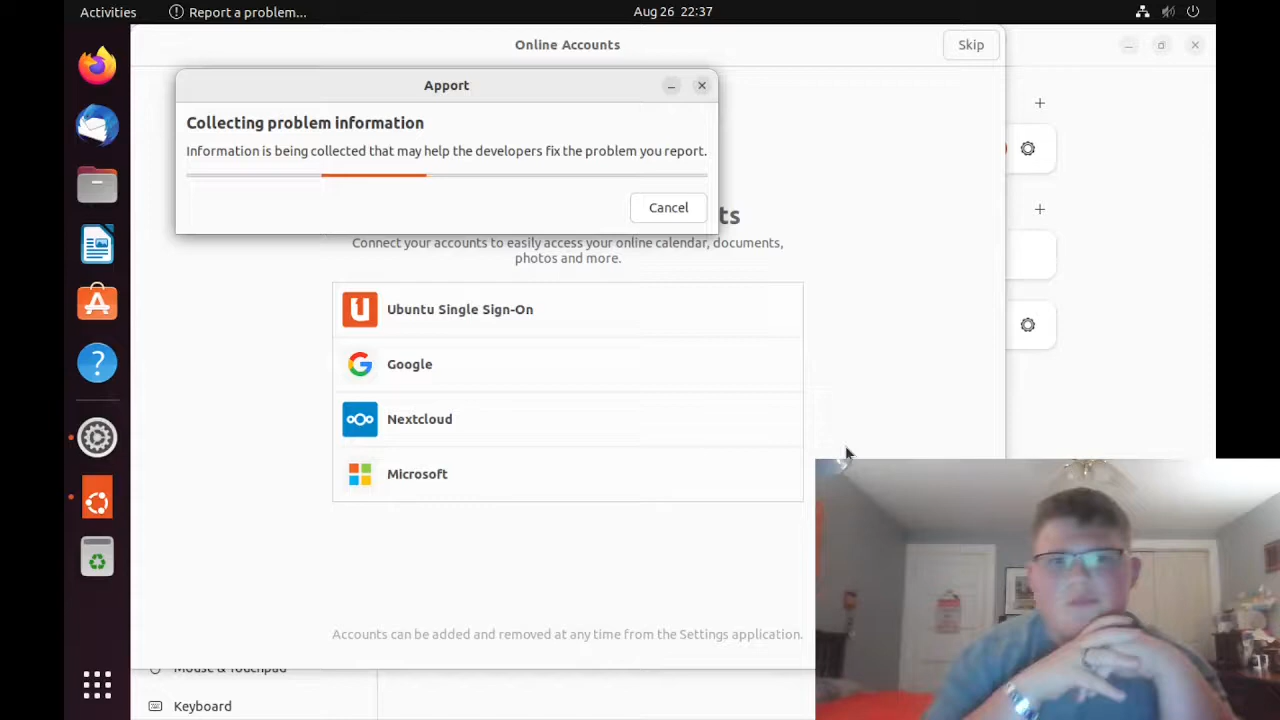 Activities
Report a problem...
Aug 26 22:37
Online Accounts
Skip
Apport
Collecting problem information
Information is being collected that may help the developers fix the problem you report.
Cancel
ts
Connect your accounts to easily access your online calendar, documents,
photos and more.
Ubuntu Single Sign-On
Google
Nextcloud
Microsoft
Accounts can be added and removed at any time from the Settings application.
Mouse & Touchpad
Keyboard